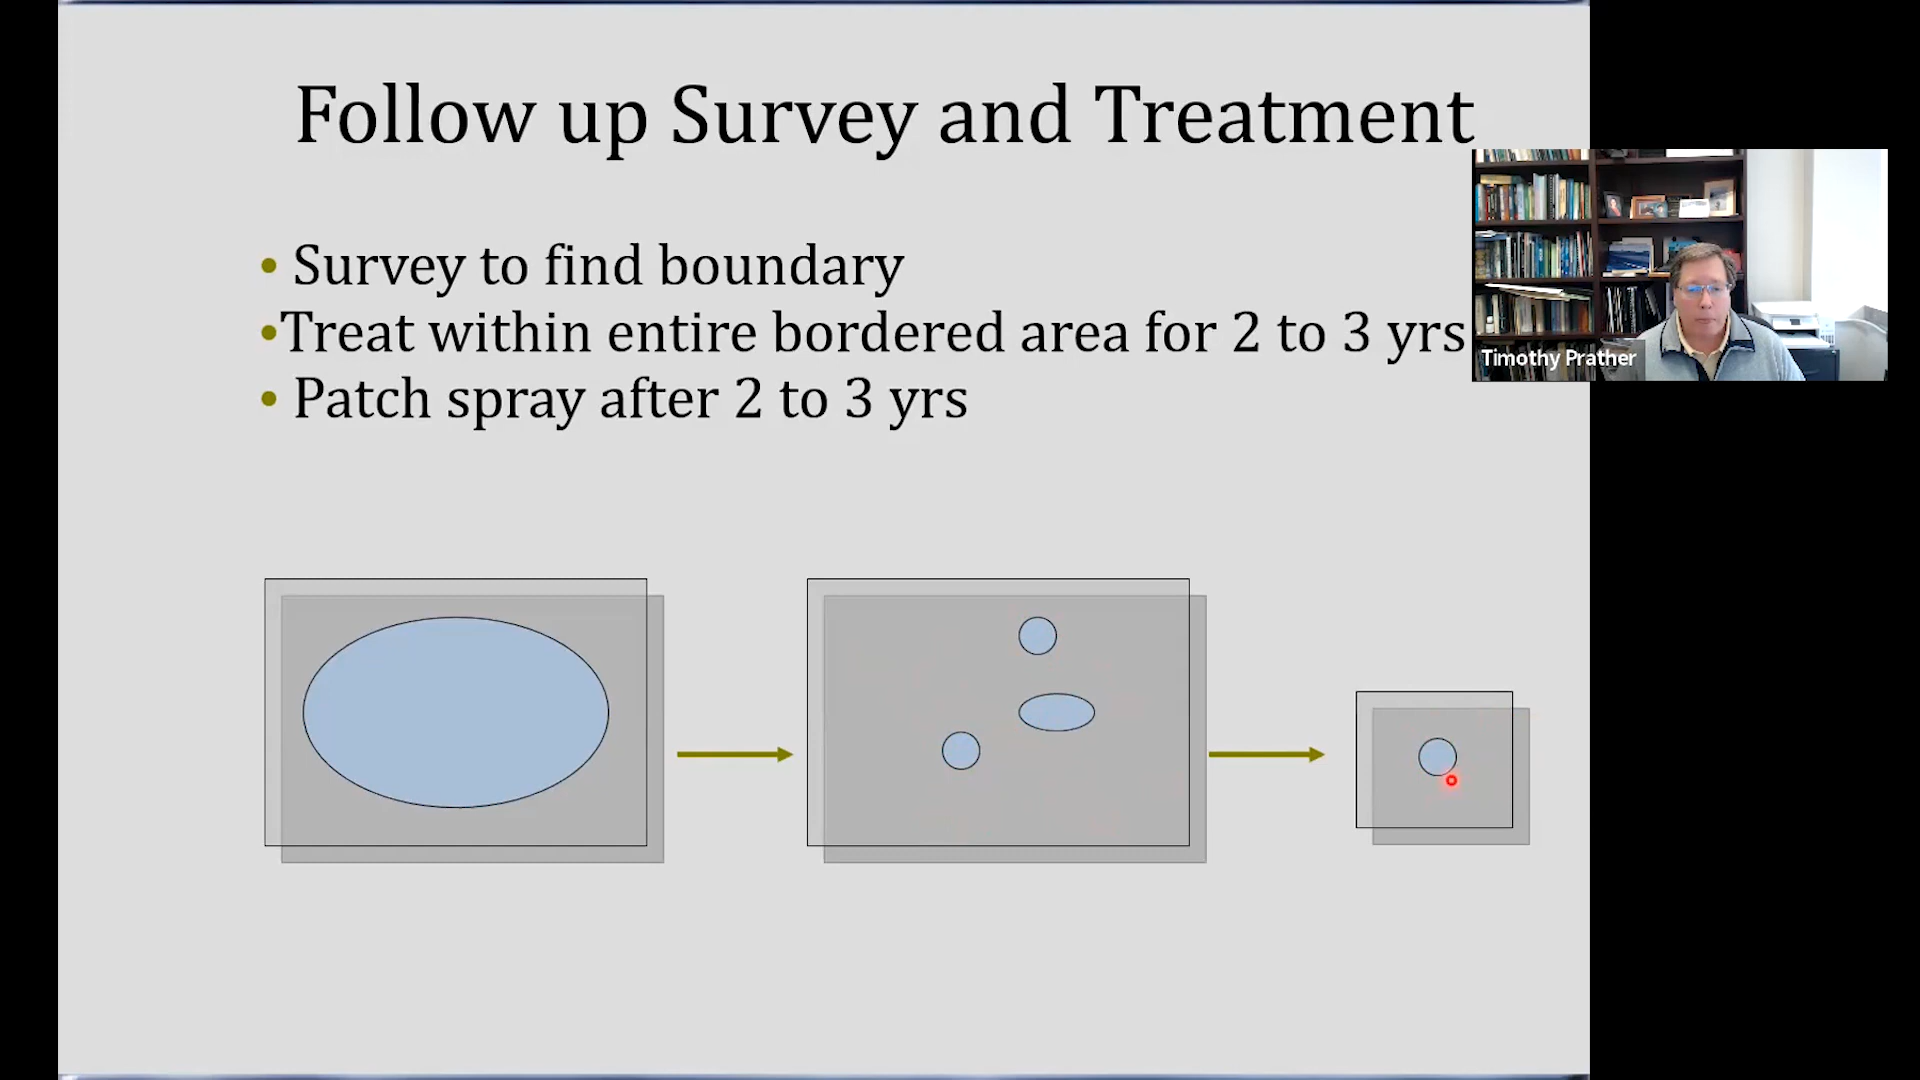 Follow up Survey and Treatment
• Survey to find boundary
•Treat within entire bordered area for 2 to 3 yrs
• Patch spray after 2 to 3 yrs
Timothy Prather